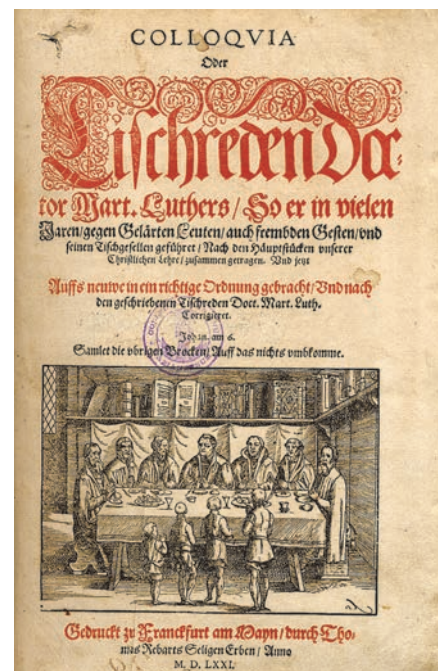 COLLOQVIA
Oder
Tischreden Doc-
tor Mart. Luthers / So er in vielen
Jaren / gegen Gelärten Leuten / auch frembden Gesten / vnd
seinen Tischgesellen geführet / Nach den Häuptstücken vnserer
Christlichen Lehre / zusammen getragen. Vnd jetzt
Auffs neuwe in ein richtige Ordnung gebracht / Vnd nach
den geschriebenen Tischreden Doct. Mart. Luth.
Corrigieret.
Johan. am 6.
Samlet die vbrigen Brocken / Auff das nichts vmbkomme.
Gedruckt zu Franckfurt am Mayn / durch Tho-
mas Rebarts Seligen Erben / Anno
M. D. LXXI.